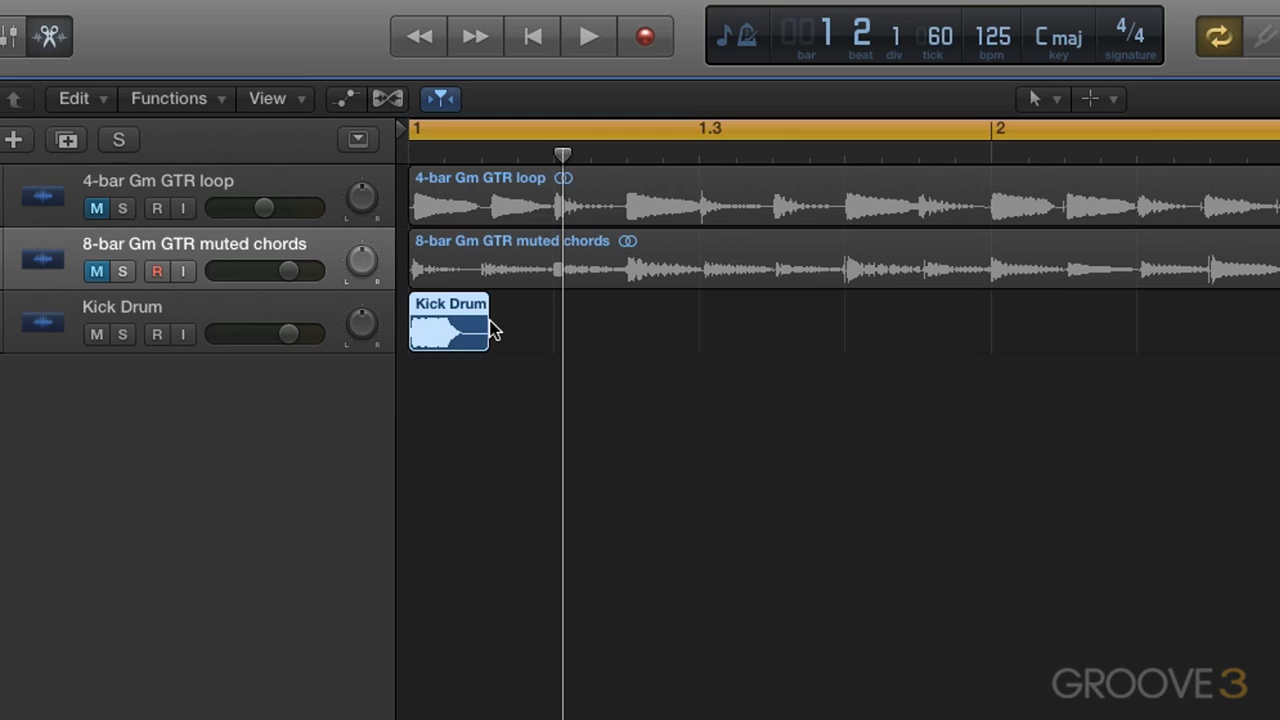 00 1 2 1 60 125 C maj 4/4
bar beat div tick bpm key signature
Edit Functions View
S
1 1.3 2
4-bar Gm GTR loop
M S R I
L R
4-bar Gm GTR loop
8-bar Gm GTR muted chords
M S R I
L R
8-bar Gm GTR muted chords
Kick Drum
M S R I
L R
Kick Drum
GROOVE3